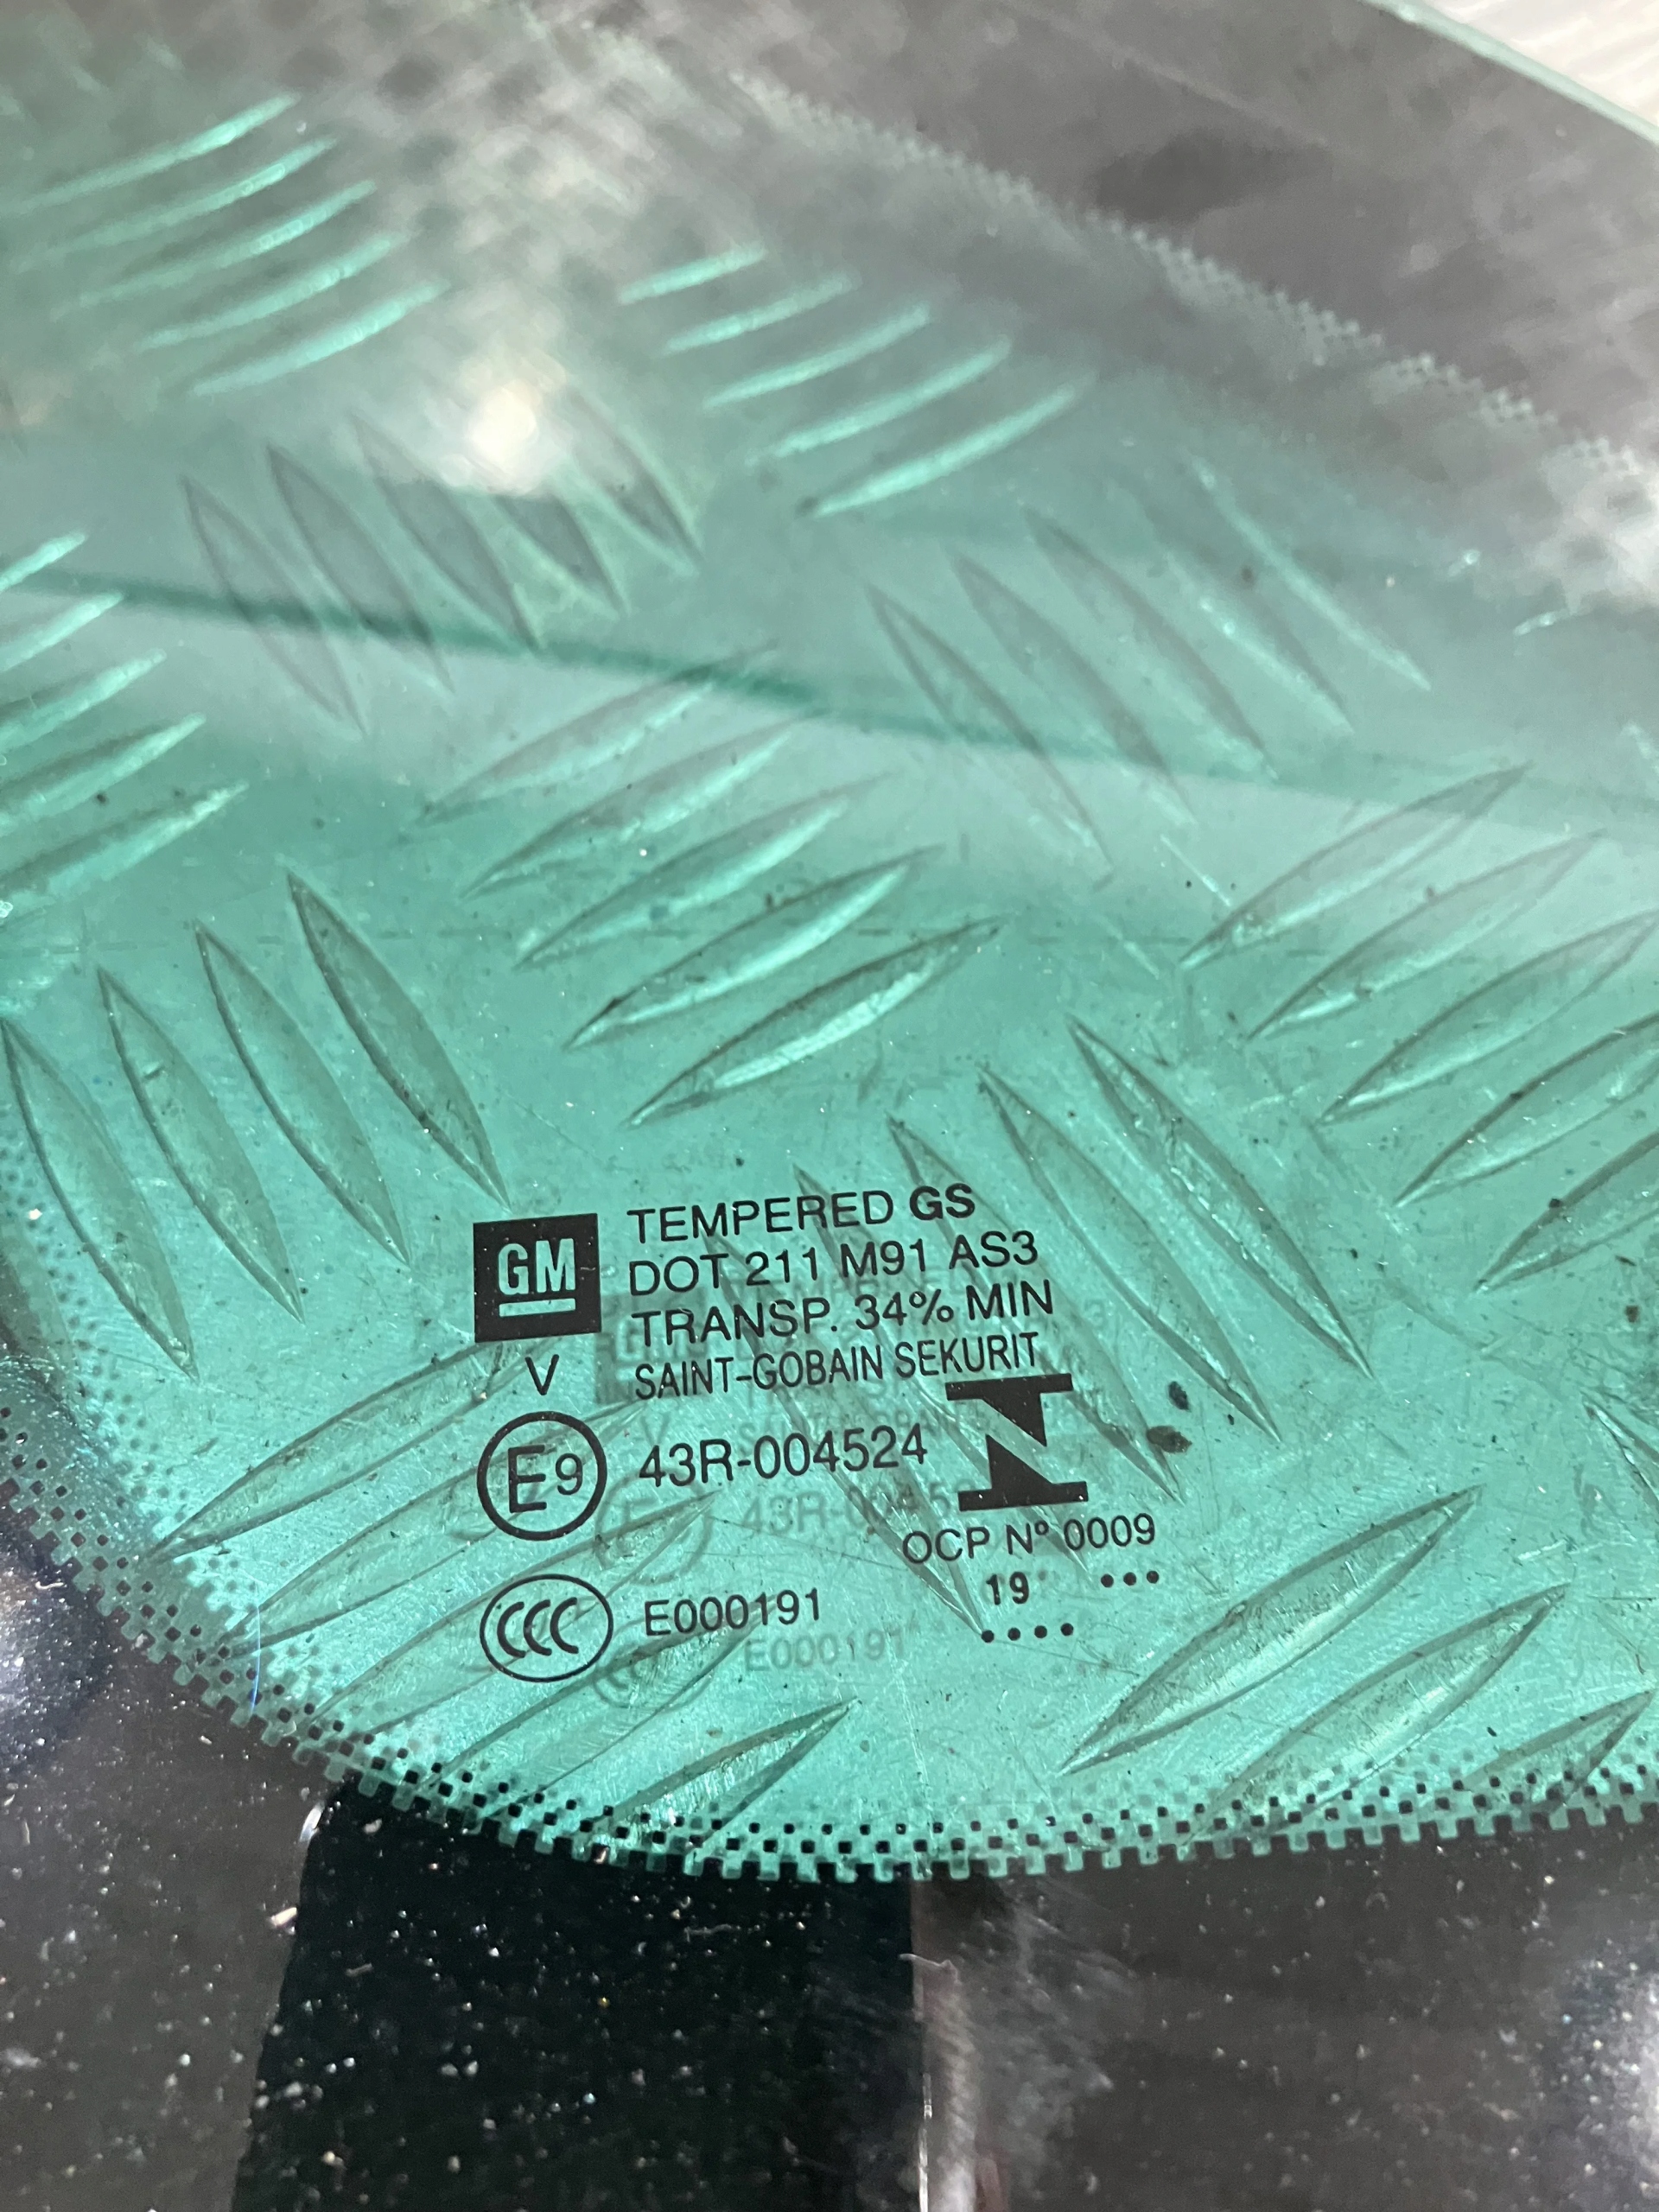 GM
TEMPERED GS
DOT 211 M91 AS3
TRANSP. 34% MIN
SAINT-GOBAIN SEKURIT
V
E9 43R-004524
OCP Nº 0009
19 •••
••••
CCC E000191